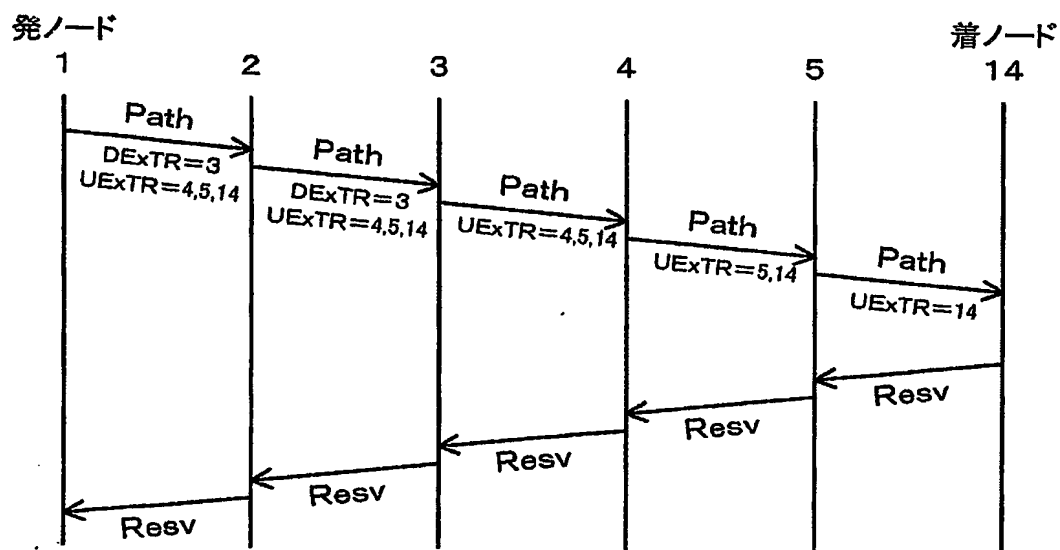 発ノード
着ノード
1
2
3
4
5
14
Path
DExTR=3
UExTR=4,5,14
Path
DExTR=3
UExTR=4,5,14
Path
UExTR=4,5,14
Path
UExTR=5,14
Path
UExTR=14
Resv
Resv
Resv
Resv
Resv